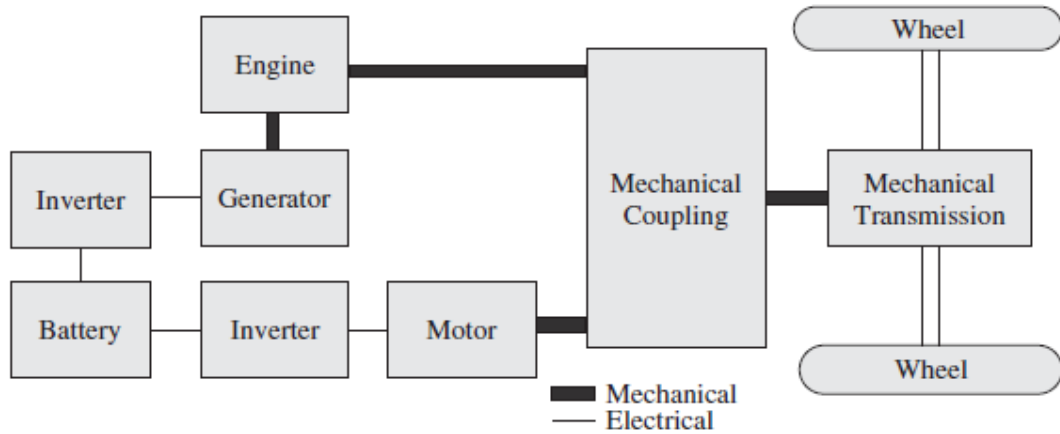 Wheel
Engine
Mechanical
Coupling
Inverter
Generator
Mechanical
Transmission
Battery
Inverter
Motor
Wheel
Mechanical
Electrical